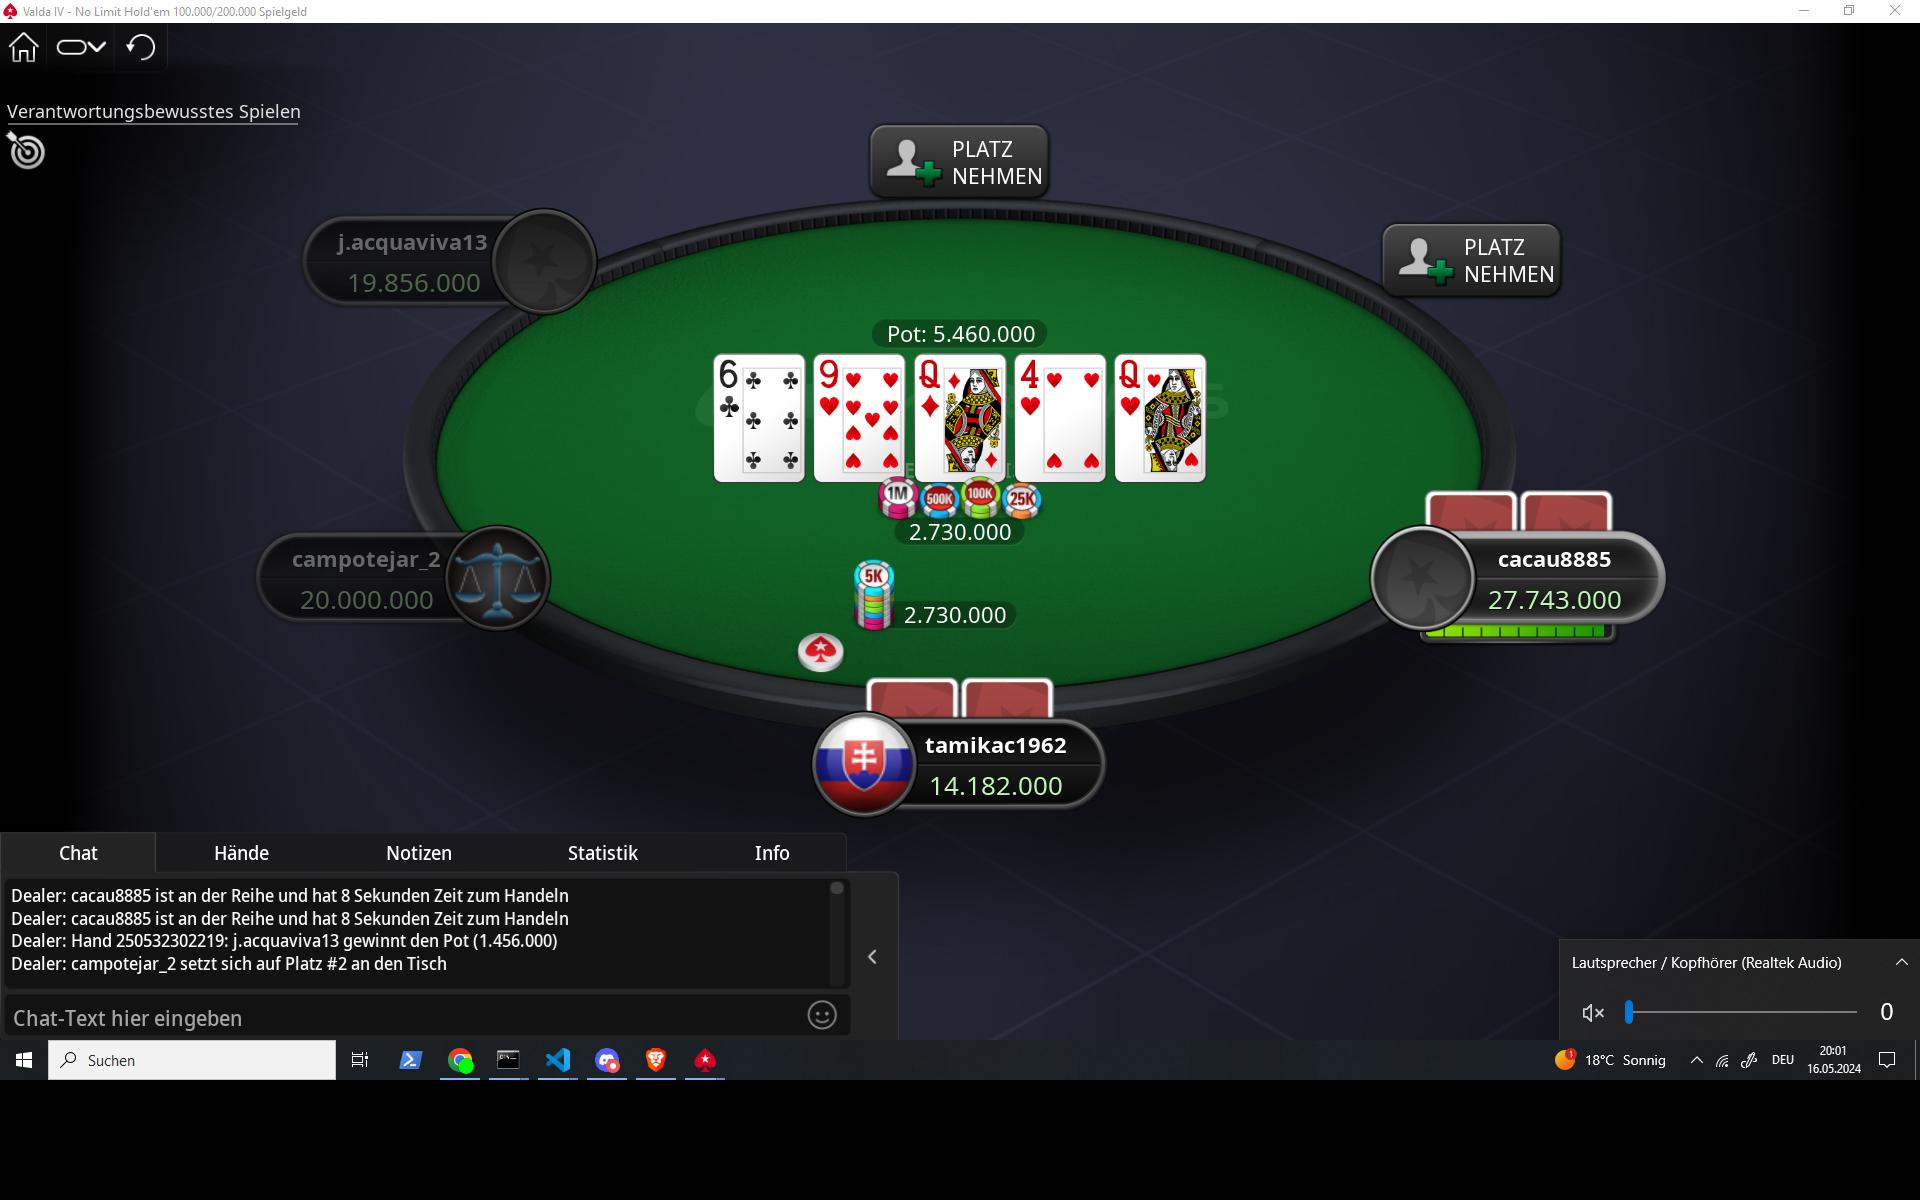 Valda IV - No Limit Hold'em 100.000/200.000 Spielgeld
Verantwortungsbewusstes Spielen
PLATZ
NEHMEN
j.acquaviva13
19.856.000
PLATZ
NEHMEN
Pot: 5.460.000
6
9
Q
4
Q
1M
500K
100K
25K
2.730.000
campotejar_2
20.000.000
cacau8885
27.743.000
5K
2.730.000
tamikac1962
14.182.000
Chat
Hände
Notizen
Statistik
Info
Dealer: cacau8885 ist an der Reihe und hat 8 Sekunden Zeit zum Handeln
Dealer: cacau8885 ist an der Reihe und hat 8 Sekunden Zeit zum Handeln
Dealer: Hand 250532302219: j.acquaviva13 gewinnt den Pot (1.456.000)
Dealer: campotejar_2 setzt sich auf Platz #2 an den Tisch
Chat-Text hier eingeben
Lautsprecher / Kopfhörer (Realtek Audio)
0
Suchen
1
18°C Sonnig
DEU
20:01
16.05.2024